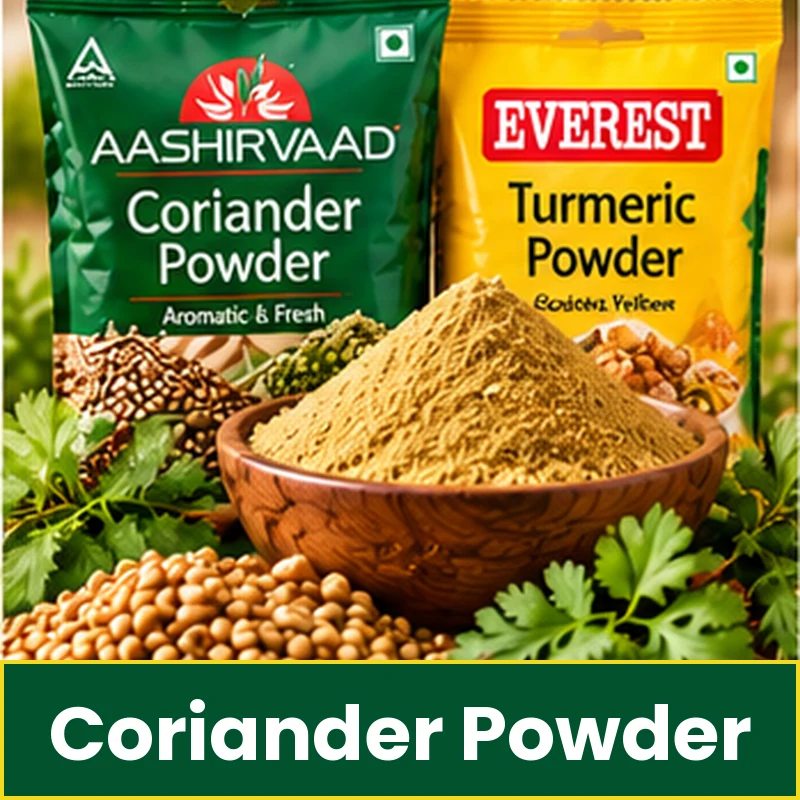 AASHIRVAAD
Coriander
Powder
Aromatic & Fresh
EVEREST
Turmeric
Powder
Coriander Powder